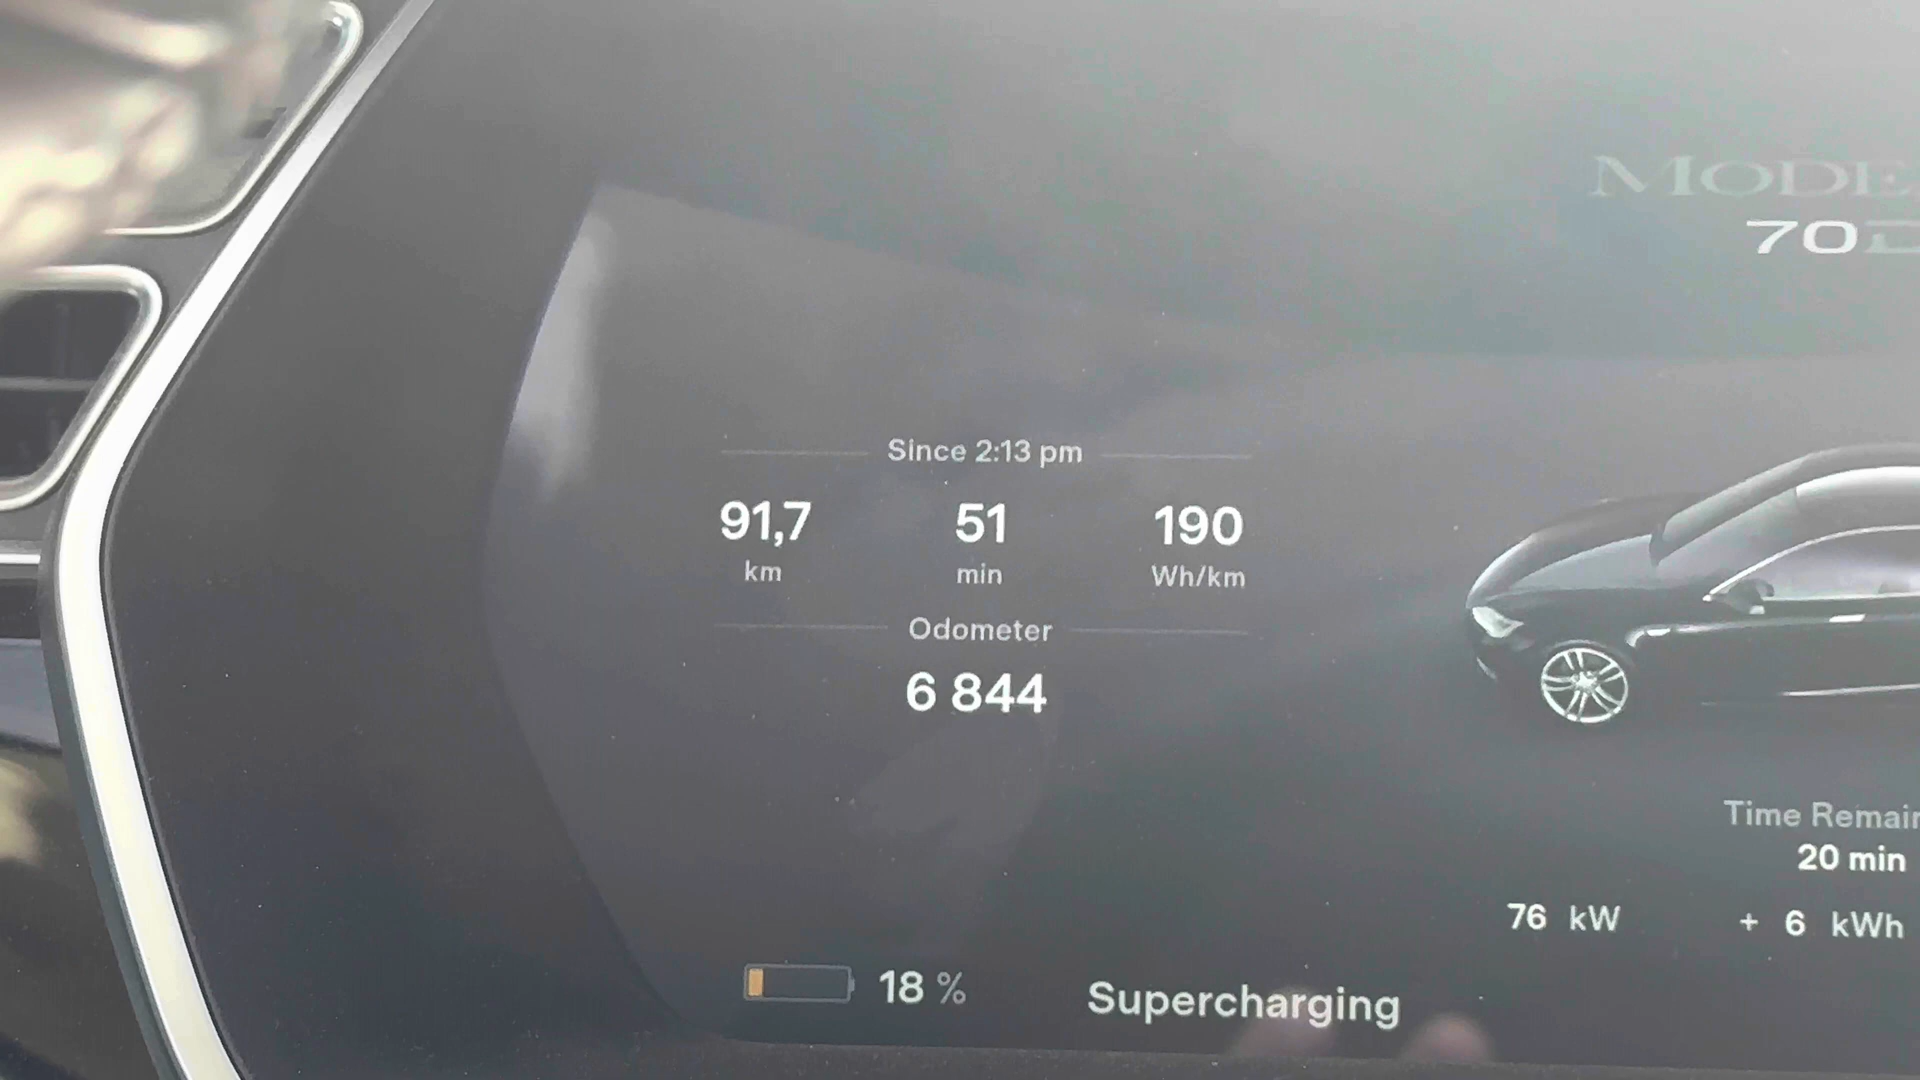 MODE
70D
Since 2:13 pm
91,7 51 190
km min Wh/km
Odometer
6 844
Time Remain
20 min
76 kW + 6 kWh
18 % Supercharging